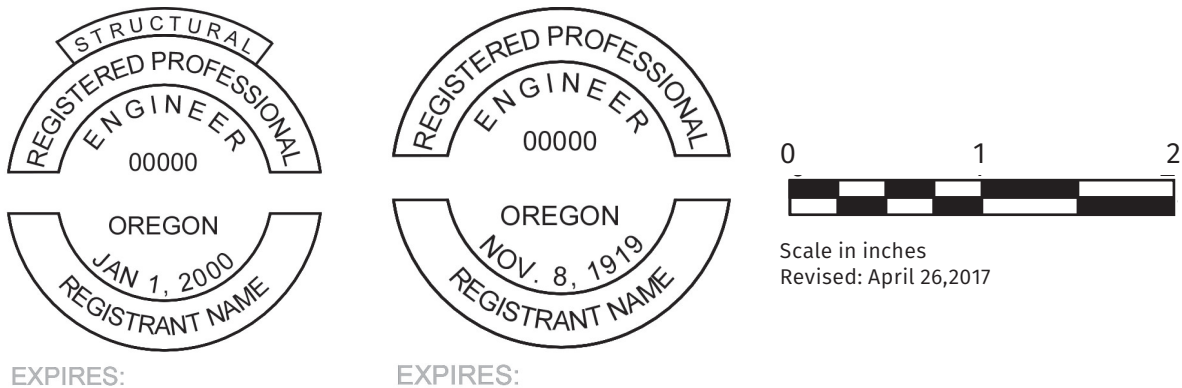 STRUCTURAL
REGISTERED PROFESSIONAL
ENGINEER
00000
OREGON
JAN 1, 2000
REGISTRANT NAME
EXPIRES:
REGISTERED PROFESSIONAL
ENGINEER
00000
OREGON
NOV. 8, 1919
REGISTRANT NAME
EXPIRES:
0 1 2
Scale in inches
Revised: April 26,2017